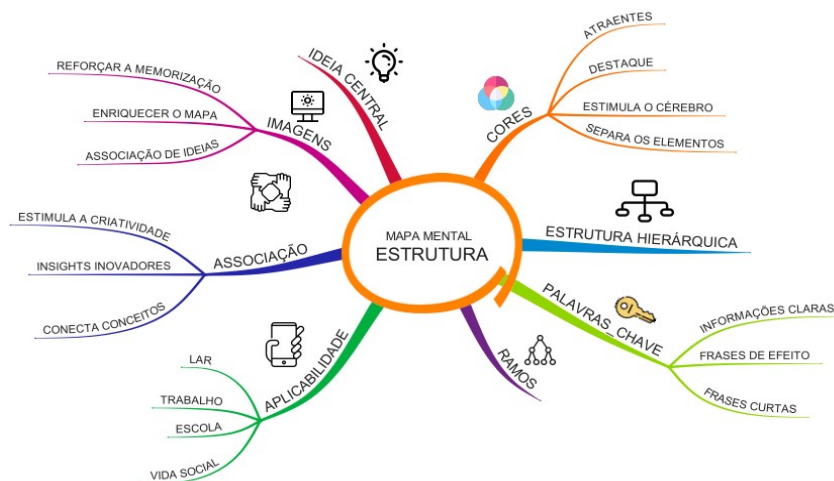 MAPA MENTAL
ESTRUTURA
IDEIA CENTRAL
CORES
ATRAENTES
DESTAQUE
ESTIMULA O CÉREBRO
SEPARA OS ELEMENTOS
ESTRUTURA HIERÁRQUICA
PALAVRAS_CHAVE
INFORMAÇÕES CLARAS
FRASES DE EFEITO
FRASES CURTAS
RAMOS
APLICABILIDADE
LAR
TRABALHO
ESCOLA
VIDA SOCIAL
ASSOCIAÇÃO
ESTIMULA A CRIATIVIDADE
INSIGHTS INOVADORES
CONECTA CONCEITOS
IMAGENS
REFORÇAR A MEMORIZAÇÃO
ENRIQUECER O MAPA
ASSOCIAÇÃO DE IDEIAS